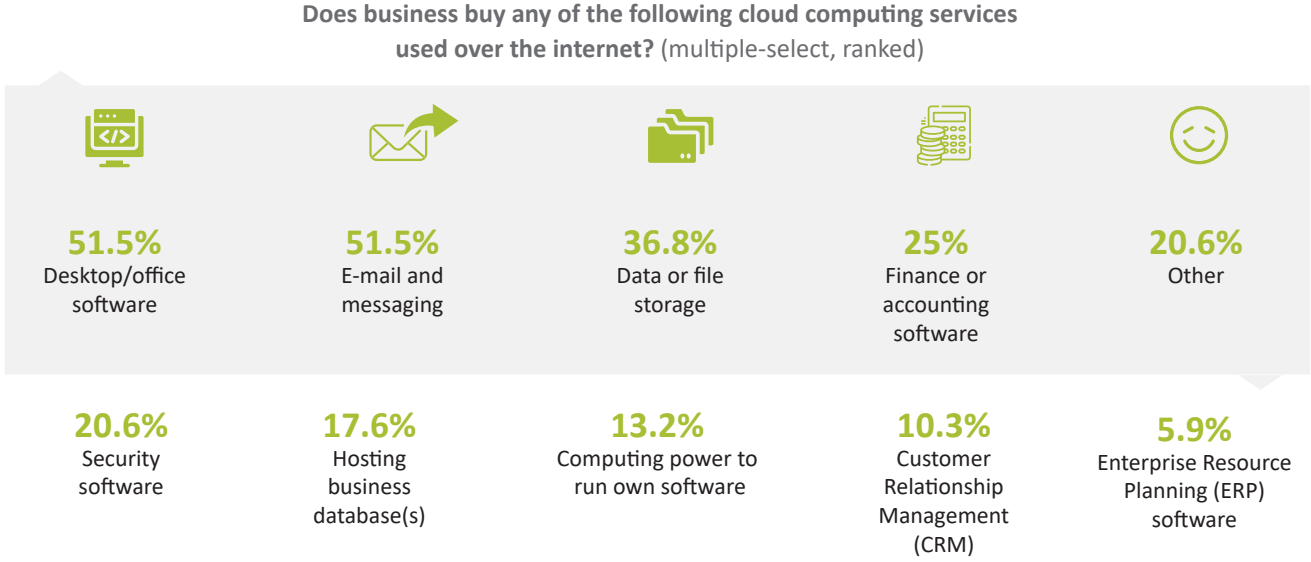 Does business buy any of the following cloud computing services
used over the internet? (multiple-select, ranked)
</>
51.5%
Desktop/office
software
51.5%
E-mail and
messaging
36.8%
Data or file
storage
25%
Finance or
accounting
software
20.6%
Other
20.6%
Security
software
17.6%
Hosting
business
database(s)
13.2%
Computing power to
run own software
10.3%
Customer
Relationship
Management
(CRM)
5.9%
Enterprise Resource
Planning (ERP)
software